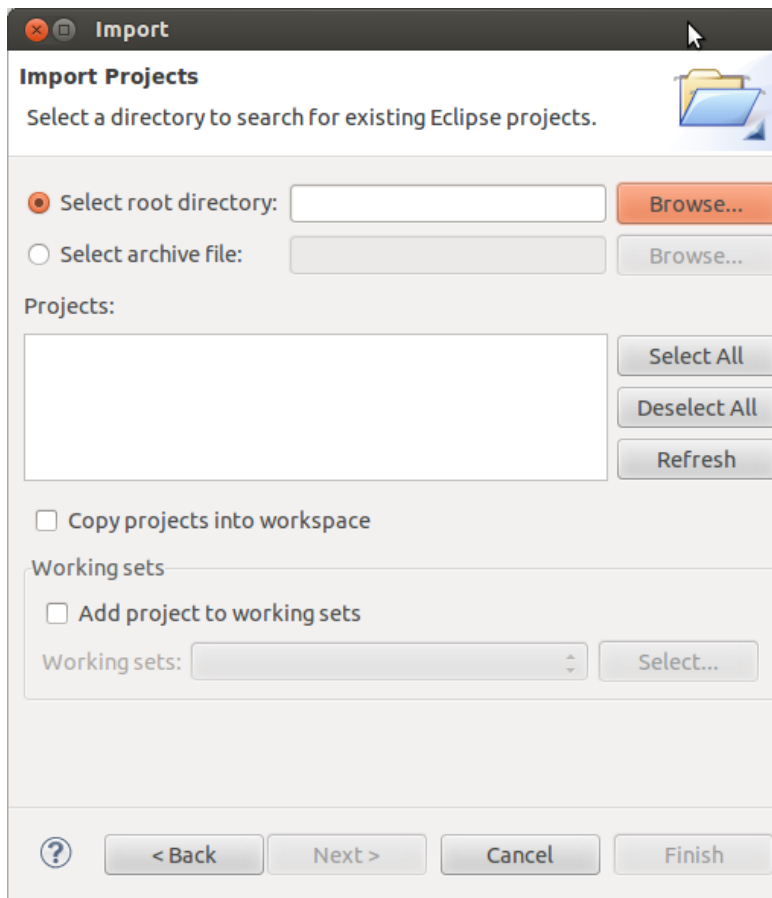 Import
Import Projects
Select a directory to search for existing Eclipse projects.
Select root directory: Browse...
Select archive file: Browse...
Projects:
Select All
Deselect All
Refresh
Copy projects into workspace
Working sets
Add project to working sets
Working sets: Select...
? < Back Next > Cancel Finish